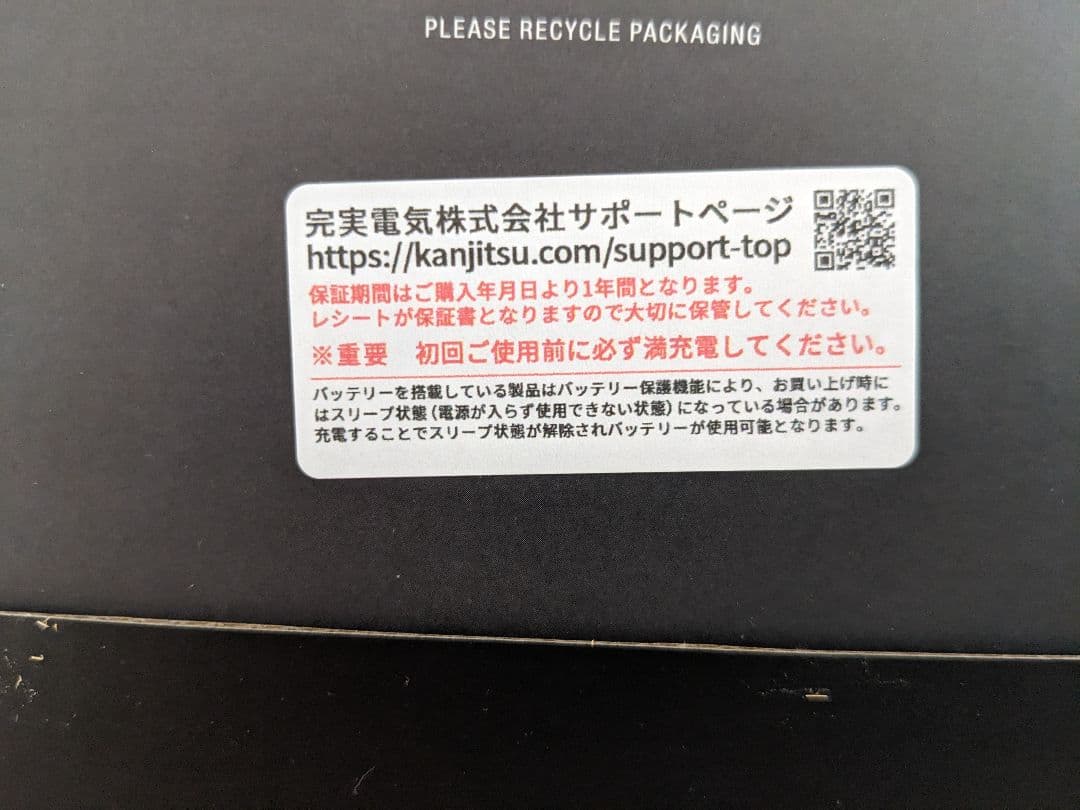 PLEASE RECYCLE PACKAGING
完実電気株式会社サポートページ
https://kanjitsu.com/support-top
保証期間はご購入年月日より1年間となります。
レシートが保証書となりますので大切に保管してください。
※重要　初回ご使用前に必ず満充電してください。
バッテリーを搭載している製品はバッテリー保護機能により、お買い上げ時に
はスリープ状態（電源が入らず使用できない状態）になっている場合があります。
充電することでスリープ状態が解除されバッテリーが使用可能となります。